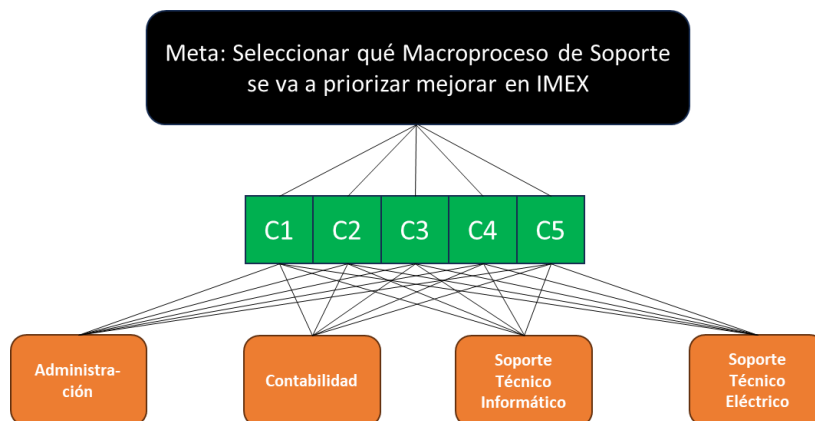 Meta: Seleccionar qué Macroproceso de Soporte
se va a priorizar mejorar en IMEX
C1 C2 C3 C4 C5
Administra-
ción
Contabilidad
Soporte
Técnico
Informático
Soporte
Técnico
Eléctrico